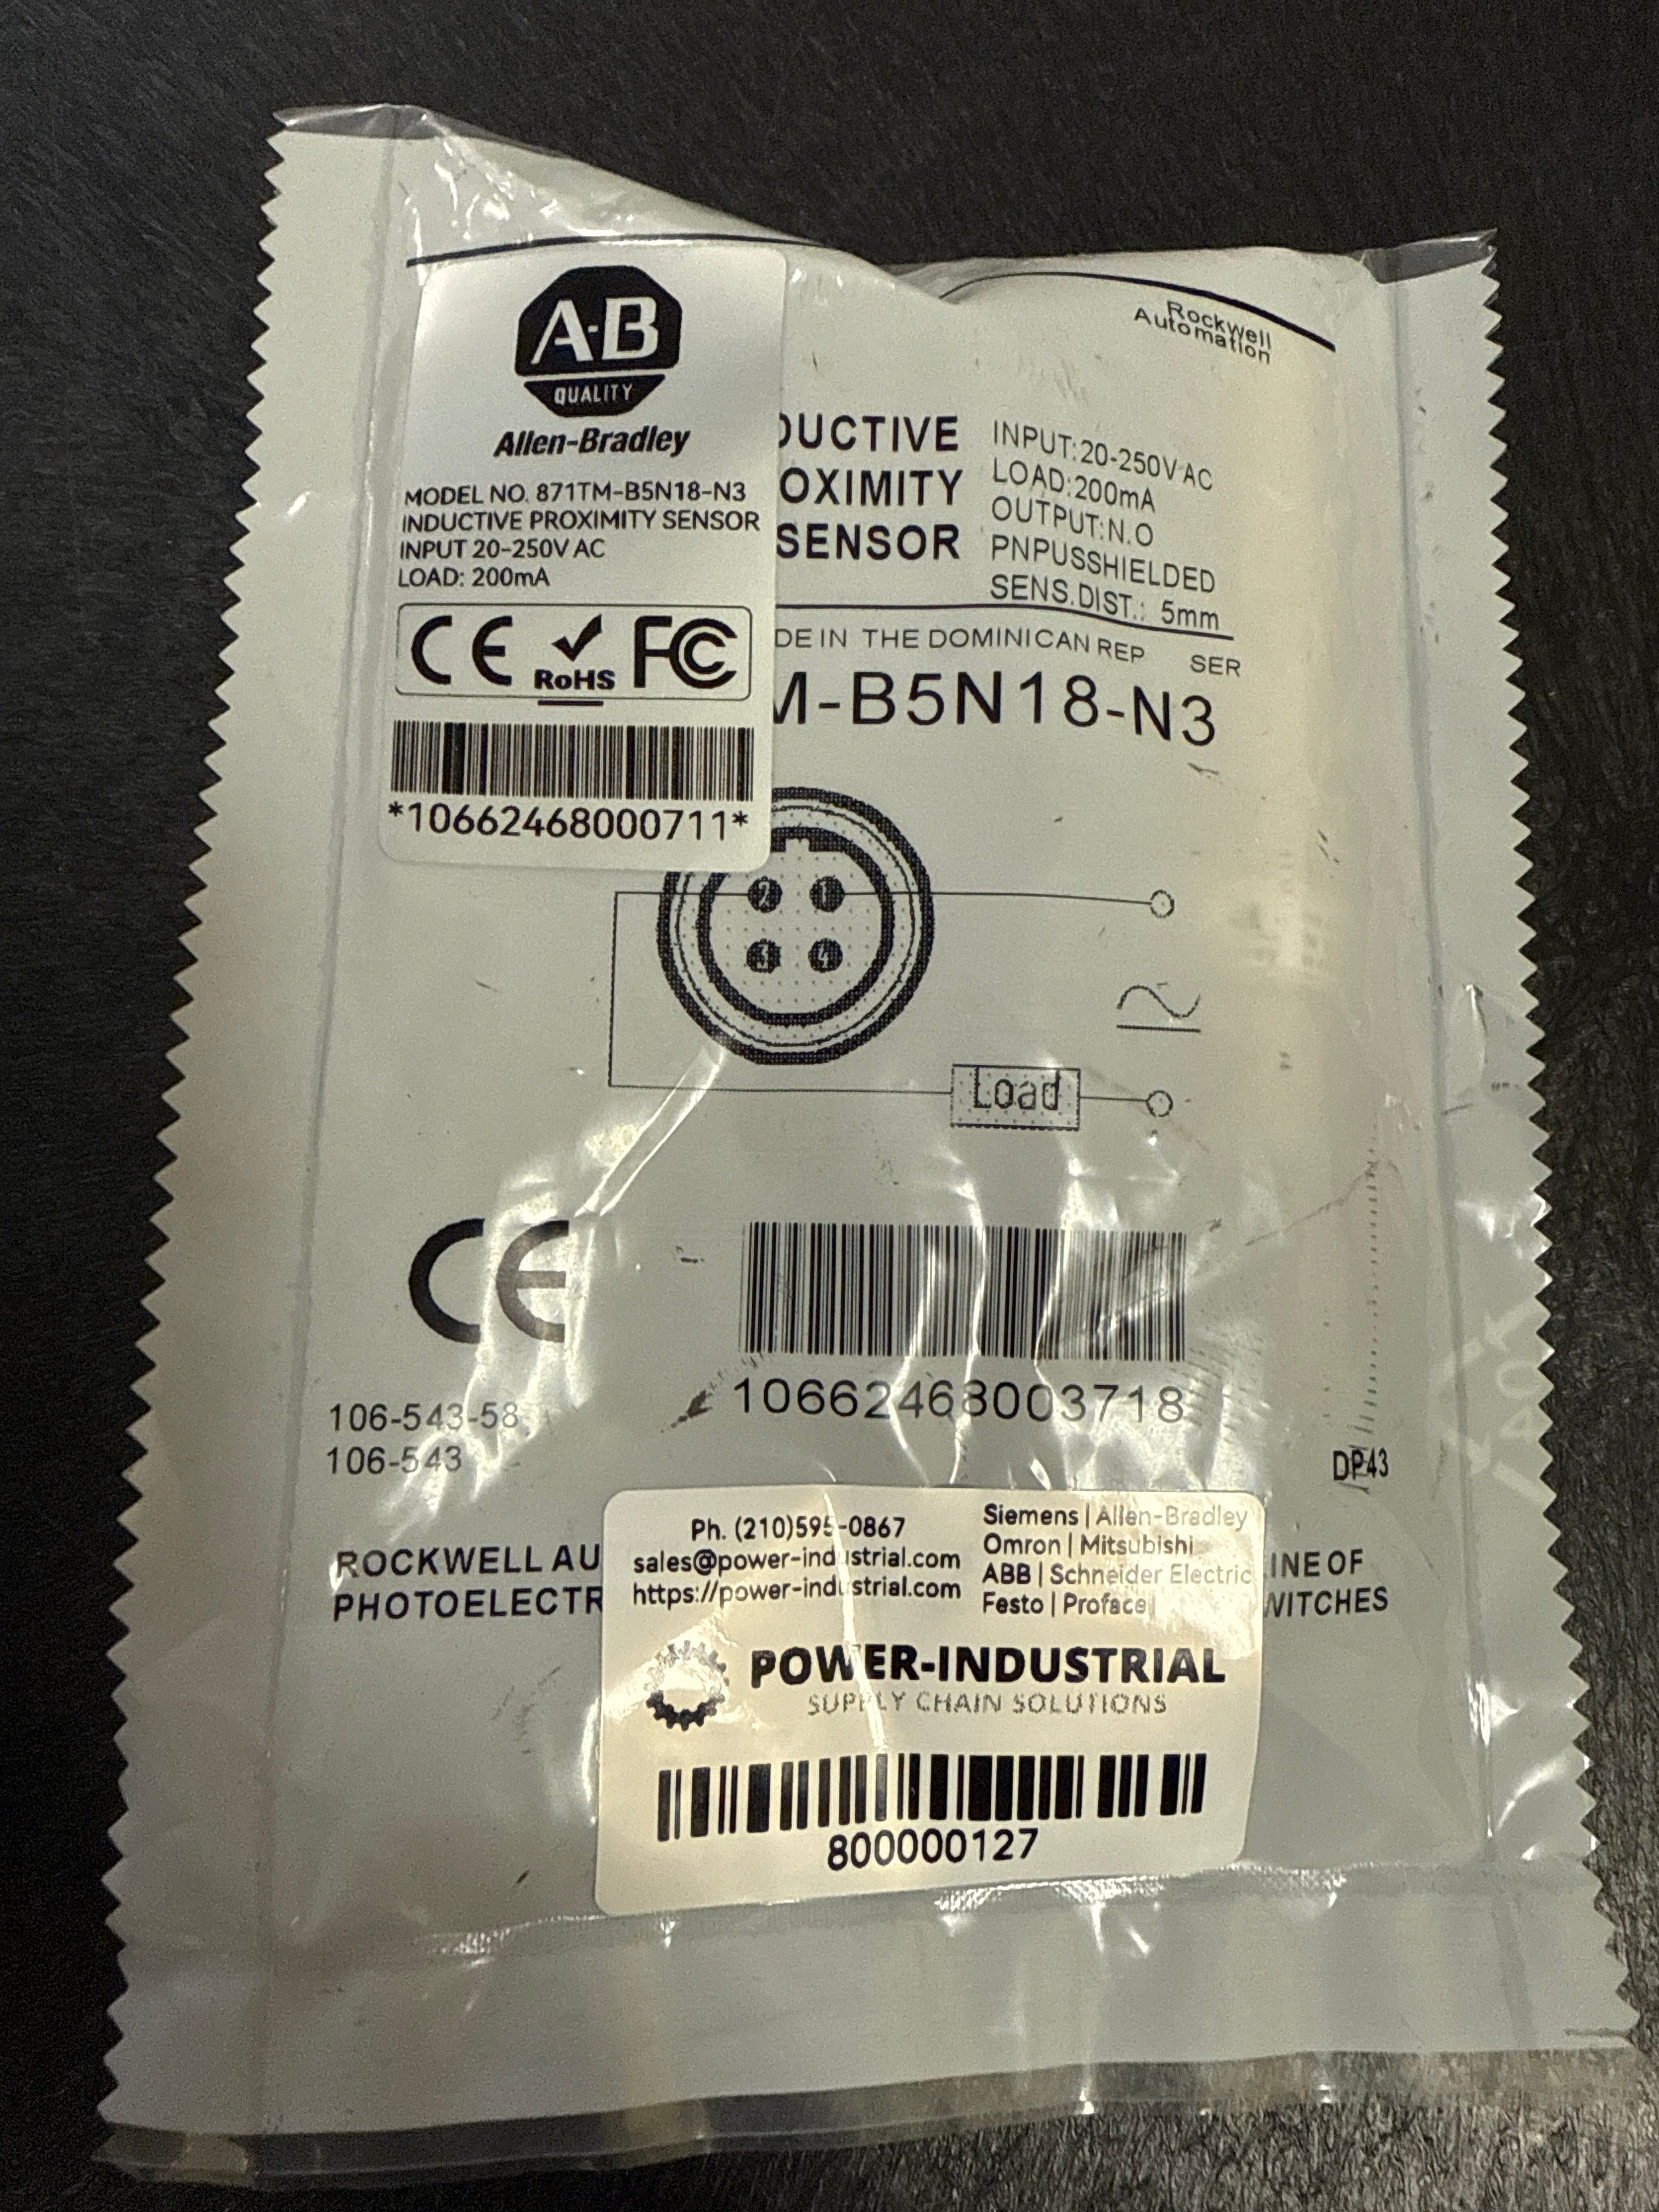 A-B
QUALITY
Allen-Bradley
MODEL NO. 871TM-B5N18-N3
INDUCTIVE PROXIMITY SENSOR
INPUT 20-250V AC
LOAD: 200mA
CE RoHS FC
*10662468000711*
Rockwell
Automation
DUCTIVE
OXIMITY
SENSOR
INPUT:20-250V AC
LOAD:200mA
OUTPUT:N.O
PNPUSSHIELDED
SENS.DIST.: 5mm
DE IN THE DOMINICAN REP SER
M-B5N18-N3
2 1
3 4
Load
CE
10662468003718
106-543-58
106-543
DP43
ROCKWELL AU
PHOTOELECTR
INE OF
WITCHES
Ph. (210)595-0867
sales@power-industrial.com
https://power-industrial.com
Siemens | Allen-Bradley
Omron | Mitsubishi
ABB | Schneider Electric
Festo | Proface|
POWER-INDUSTRIAL
SUPPLY CHAIN SOLUTIONS
800000127